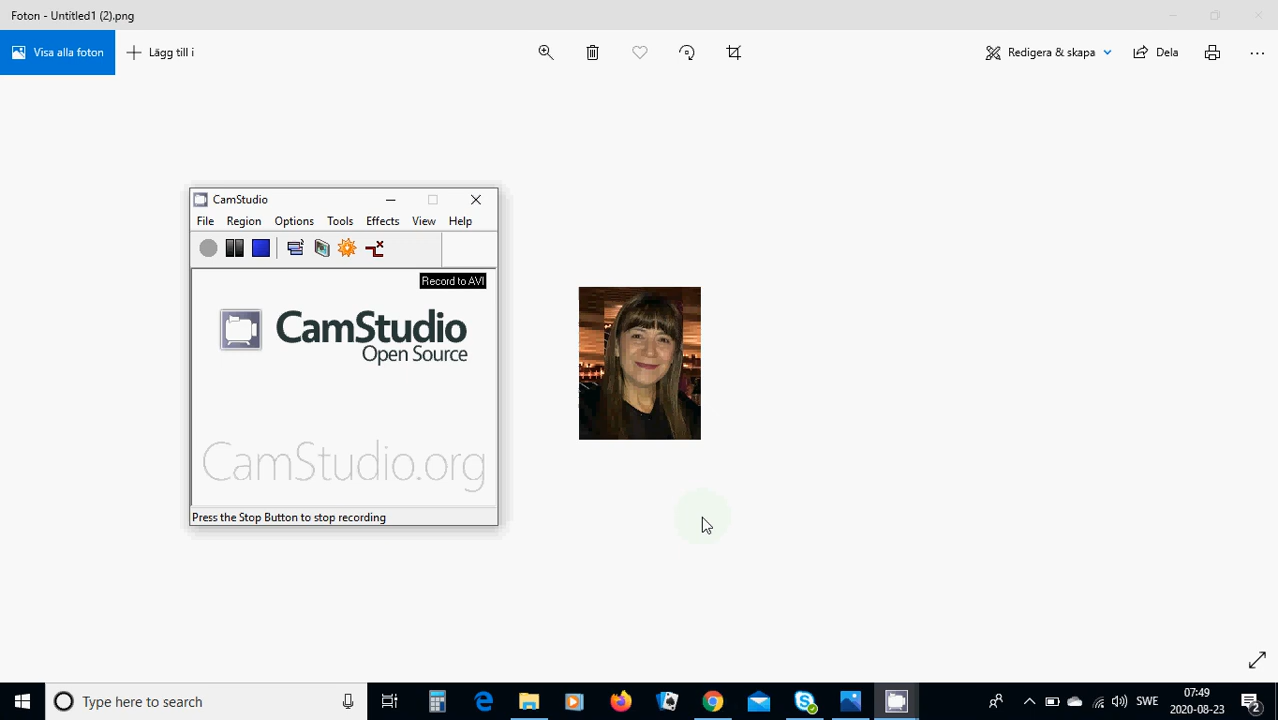 Foton - Untitled1 (2).png
Visa alla foton
Lägg till i
Redigera & skapa
Dela
CamStudio
File Region Options Tools Effects View Help
Record to AVI
CamStudio
Open Source
CamStudio.org
Press the Stop Button to stop recording
Type here to search
SWE
07:49
2020-08-23
2